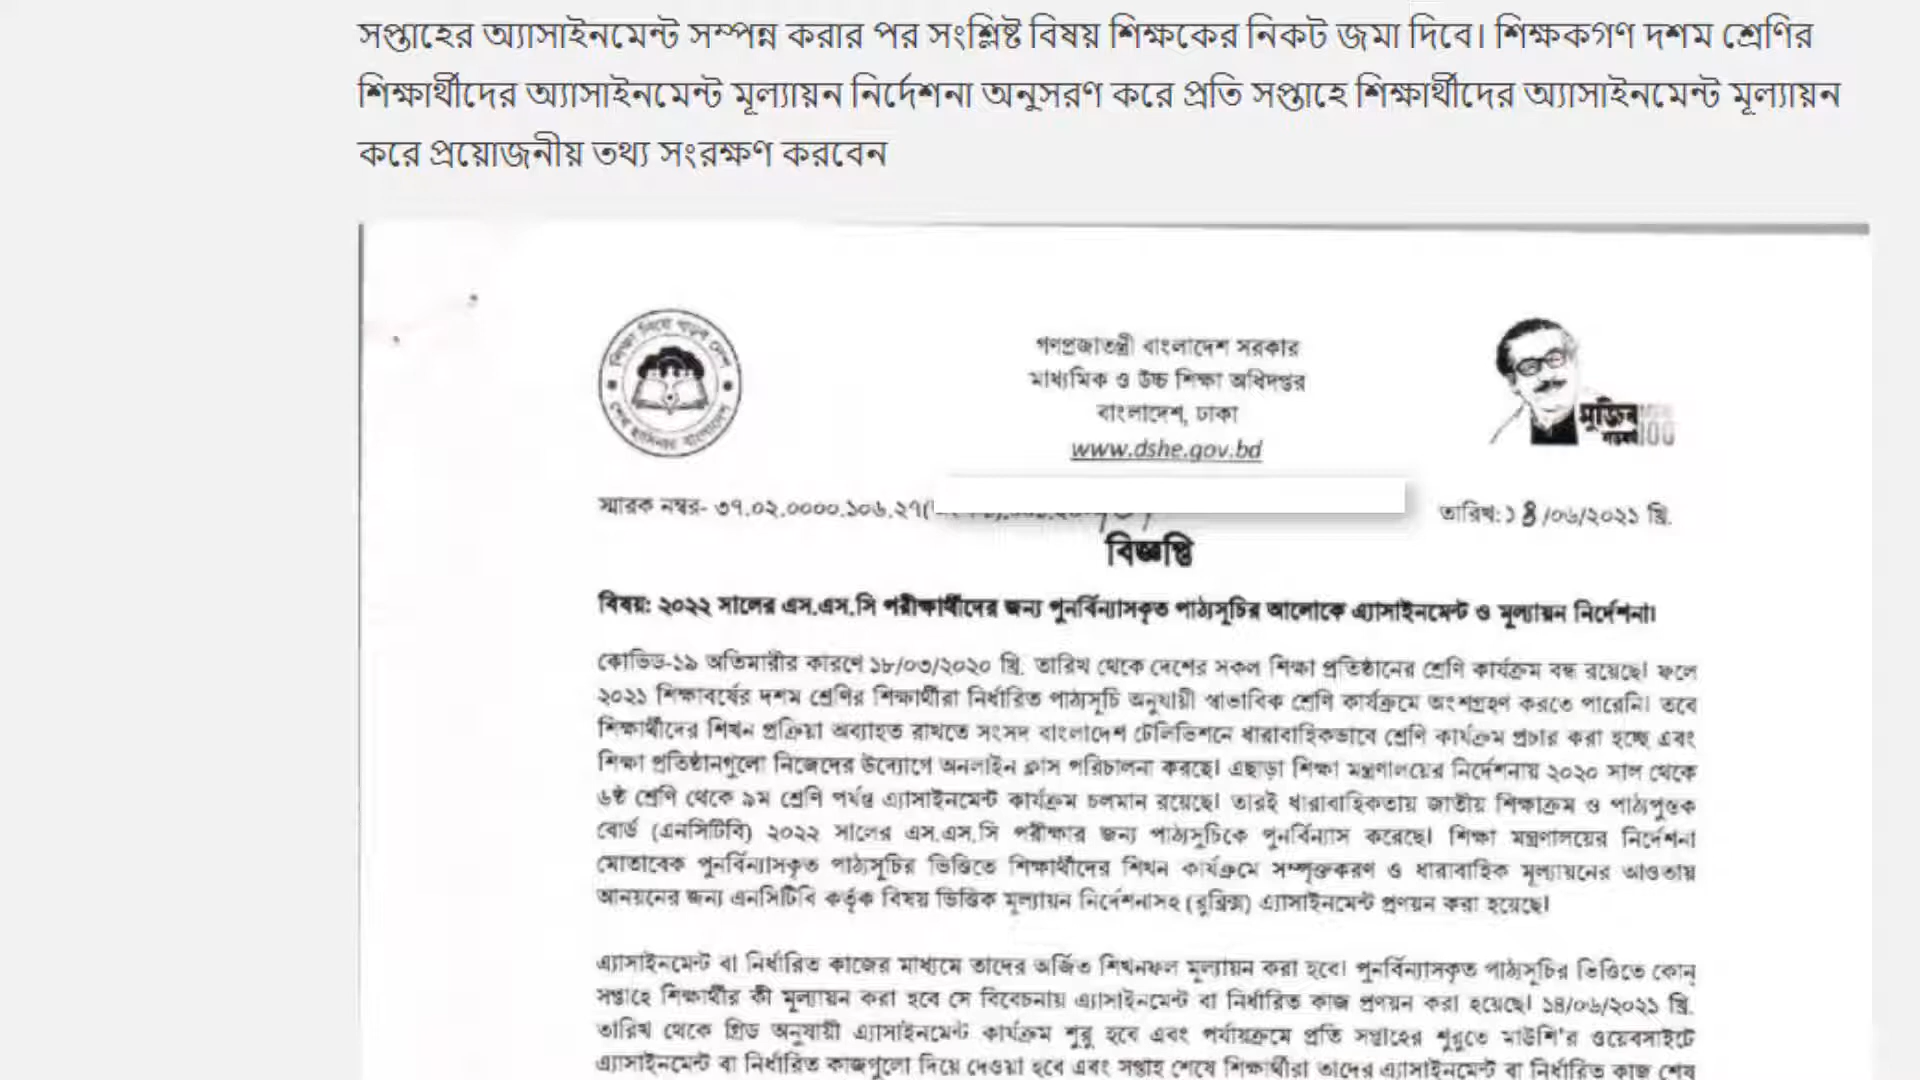 সপ্তাহের অ্যাসাইনমেন্ট সম্পন্ন করার পর সংশ্লিষ্ট বিষয় শিক্ষকের নিকট জমা দিবে। শিক্ষকগণ দশম শ্রেণির
শিক্ষার্থীদের অ্যাসাইনমেন্ট মূল্যায়ন নির্দেশনা অনুসরণ করে প্রতি সপ্তাহে শিক্ষার্থীদের অ্যাসাইনমেন্ট মূল্যায়ন
করে প্রয়োজনীয় তথ্য সংরক্ষণ করবেন
শিক্ষা নিয়ে গড়ব দেশ
শেখ হাসিনার বাংলাদেশ
গণপ্রজাতন্ত্রী বাংলাদেশ সরকার
মাধ্যমিক ও উচ্চ শিক্ষা অধিদপ্তর
বাংলাদেশ, ঢাকা
www.dshe.gov.bd
মুজিব
শতবর্ষ 100
স্মারক নম্বর- ৩৭.০২.০০০০.১০৬.২৭(
তারিখ: ১৪/০৬/২০২১ খ্রি.
বিজ্ঞপ্তি
বিষয়: ২০২২ সালের এস.এস.সি পরীক্ষার্থীদের জন্য পুনর্বিন্যাসকৃত পাঠ্যসূচির আলোকে এ্যাসাইনমেন্ট ও মূল্যায়ন নির্দেশনা।
কোভিড-১৯ অতিমারীর কারণে ১৮/০৩/২০২০ খ্রি. তারিখ থেকে দেশের সকল শিক্ষা প্রতিষ্ঠানের শ্রেণি কার্যক্রম বন্ধ রয়েছে। ফলে
২০২১ শিক্ষাবর্ষের দশম শ্রেণির শিক্ষার্থীরা নির্ধারিত পাঠ্যসূচি অনুযায়ী স্বাভাবিক শ্রেণি কার্যক্রমে অংশগ্রহণ করতে পারেনি। তবে
শিক্ষার্থীদের শিখন প্রক্রিয়া অব্যাহত রাখতে সংসদ বাংলাদেশ টেলিভিশনে ধারাবাহিকভাবে শ্রেণি কার্যক্রম প্রচার করা হচ্ছে এবং
শিক্ষা প্রতিষ্ঠানগুলো নিজেদের উদ্যোগে অনলাইন ক্লাস পরিচালনা করছে। এছাড়া শিক্ষা মন্ত্রণালয়ের নির্দেশনায় ২০২০ সাল থেকে
৬ষ্ঠ শ্রেণি থেকে ৯ম শ্রেণি পর্যন্ত এ্যাসাইনমেন্ট কার্যক্রম চলমান রয়েছে। তারই ধারাবাহিকতায় জাতীয় শিক্ষাক্রম ও পাঠ্যপুস্তক
বোর্ড (এনসিটিবি) ২০২২ সালের এস.এস.সি পরীক্ষার জন্য পাঠ্যসূচিকে পুনর্বিন্যাস করেছে। শিক্ষা মন্ত্রণালয়ের নির্দেশনা
মোতাবেক পুনর্বিন্যাসকৃত পাঠ্যসূচির ভিত্তিতে শিক্ষার্থীদের শিখন কার্যক্রমে সম্পৃক্তকরণ ও ধারাবাহিক মূল্যায়নের আওতায়
আনয়নের জন্য এনসিটিবি কর্তৃক বিষয় ভিত্তিক মূল্যায়ন নির্দেশনাসহ (রুব্রিক্স) এ্যাসাইনমেন্ট প্রণয়ন করা হয়েছে।
এ্যাসাইনমেন্ট বা নির্ধারিত কাজের মাধ্যমে তাদের অর্জিত শিখনফল মূল্যায়ন করা হবে। পুনর্বিন্যাসকৃত পাঠ্যসূচির ভিত্তিতে কোন্
সপ্তাহে শিক্ষার্থীর কী মূল্যায়ন করা হবে সে বিবেচনায় এ্যাসাইনমেন্ট বা নির্ধারিত কাজ প্রণয়ন করা হয়েছে। ১৪/০৬/২০২১ খ্রি.
তারিখ থেকে গ্রিড অনুযায়ী এ্যাসাইনমেন্ট কার্যক্রম শুরু হবে এবং পর্যায়ক্রমে প্রতি সপ্তাহের শুরুতে মাউশি'র ওয়েবসাইটে
এ্যাসাইনমেন্ট বা নির্ধারিত কাজগুলো দিয়ে দেওয়া হবে এবং সপ্তাহ শেষে শিক্ষার্থীরা তাদের এ্যাসাইনমেন্ট বা নির্ধারিত কাজ শেষ